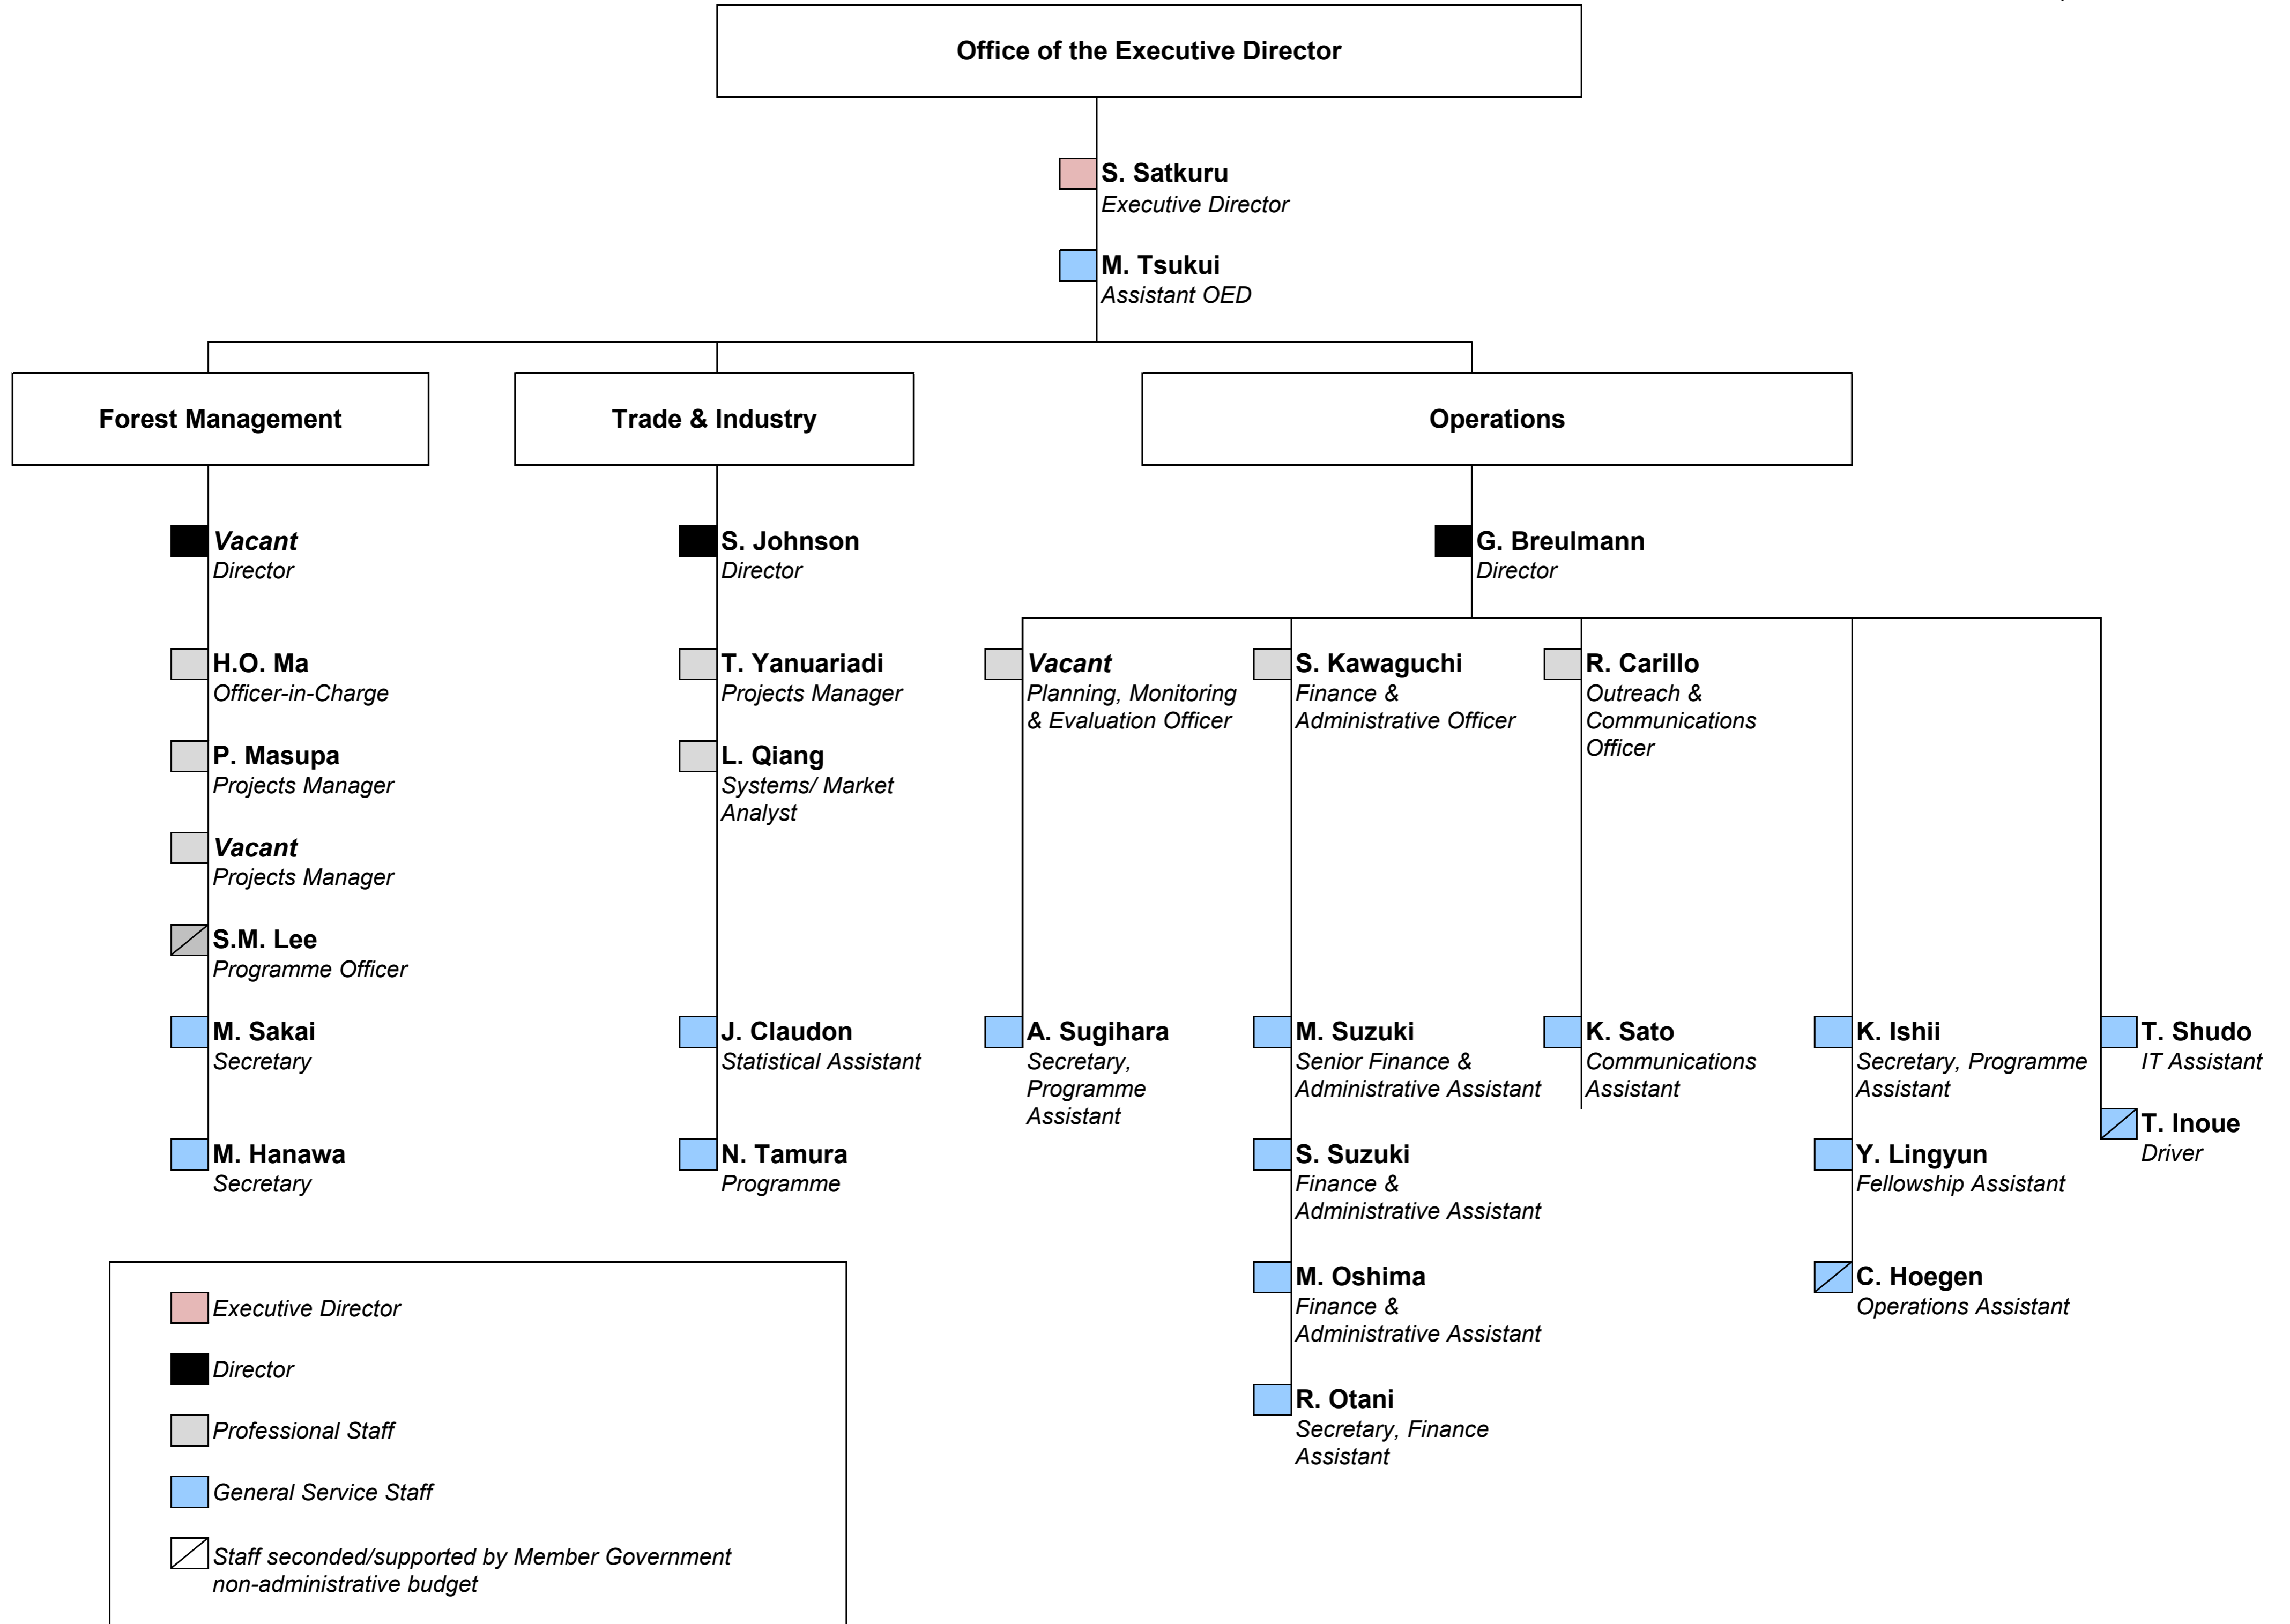 Office of the Executive Director
S. Satkuru
Executive Director
M. Tsukui
Assistant OED
Forest Management
Trade & Industry
Operations
Vacant
Director
S. Johnson
Director
G. Breulmann
Director
H.O. Ma
Officer-in-Charge
P. Masupa
Projects Manager
Vacant
Projects Manager
S.M. Lee
Programme Officer
M. Sakai
Secretary
M. Hanawa
Secretary
T. Yanuariadi
Projects Manager
L. Qiang
Systems/ Market
Analyst
J. Claudon
Statistical Assistant
N. Tamura
Programme
Vacant
Planning, Monitoring
& Evaluation Officer
A. Sugihara
Secretary,
Programme
Assistant
S. Kawaguchi
Finance &
Administrative Officer
M. Suzuki
Senior Finance &
Administrative Assistant
S. Suzuki
Finance &
Administrative Assistant
M. Oshima
Finance &
Administrative Assistant
R. Otani
Secretary, Finance
Assistant
R. Carillo
Outreach &
Communications
Officer
K. Sato
Communications
Assistant
K. Ishii
Secretary, Programme
Assistant
Y. Lingyun
Fellowship Assistant
C. Hoegen
Operations Assistant
T. Shudo
IT Assistant
T. Inoue
Driver
Executive Director
Director
Professional Staff
General Service Staff
Staff seconded/supported by Member Government
non-administrative budget